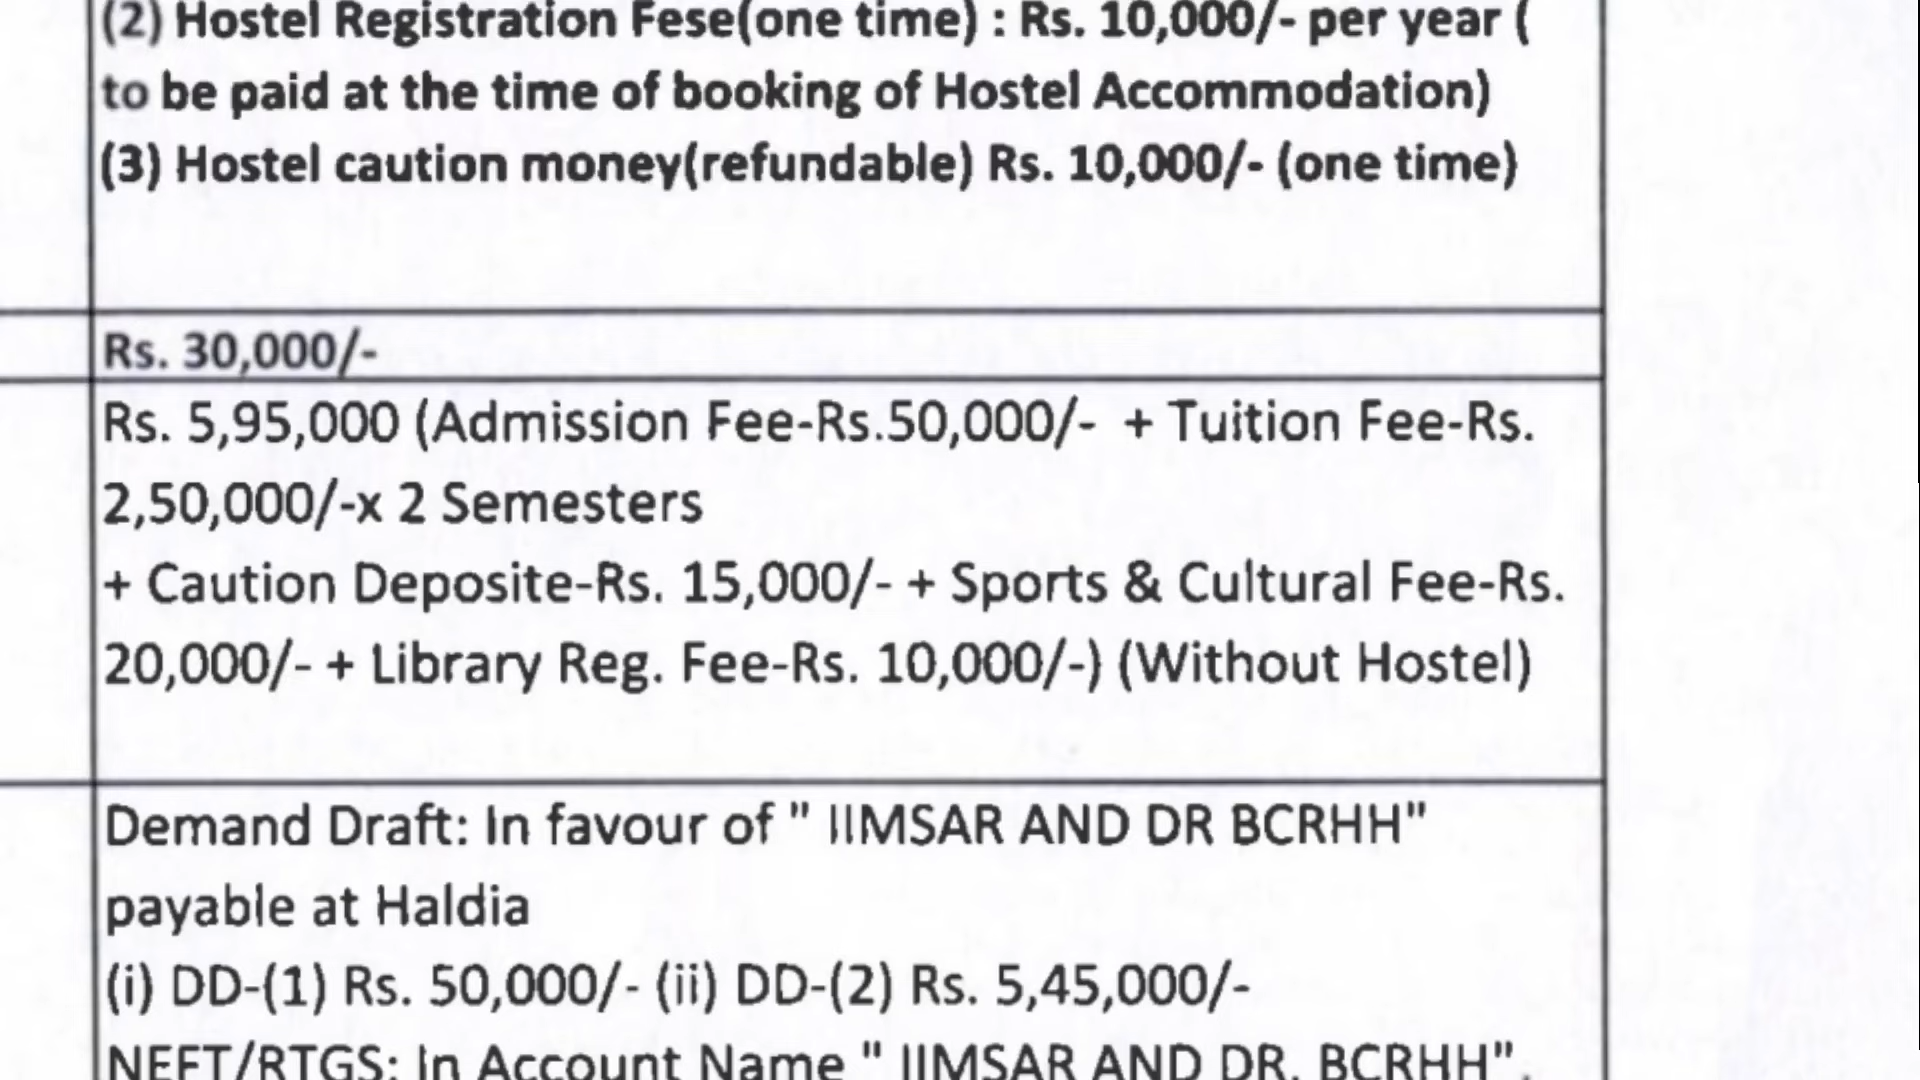 (2) Hostel Registration Fese(one time) : Rs. 10,000/- per year (
to be paid at the time of booking of Hostel Accommodation)
(3) Hostel caution money(refundable) Rs. 10,000/- (one time)
Rs. 30,000/-
Rs. 5,95,000 (Admission Fee-Rs.50,000/- + Tuition Fee-Rs.
2,50,000/-x 2 Semesters
+ Caution Deposite-Rs. 15,000/- + Sports & Cultural Fee-Rs.
20,000/- + Library Reg. Fee-Rs. 10,000/-) (Without Hostel)
Demand Draft: In favour of " IIMSAR AND DR BCRHH"
payable at Haldia
(i) DD-(1) Rs. 50,000/- (ii) DD-(2) Rs. 5,45,000/-
NEFT/RTGS: In Account Name " IIMSAR AND DR. BCRHH",